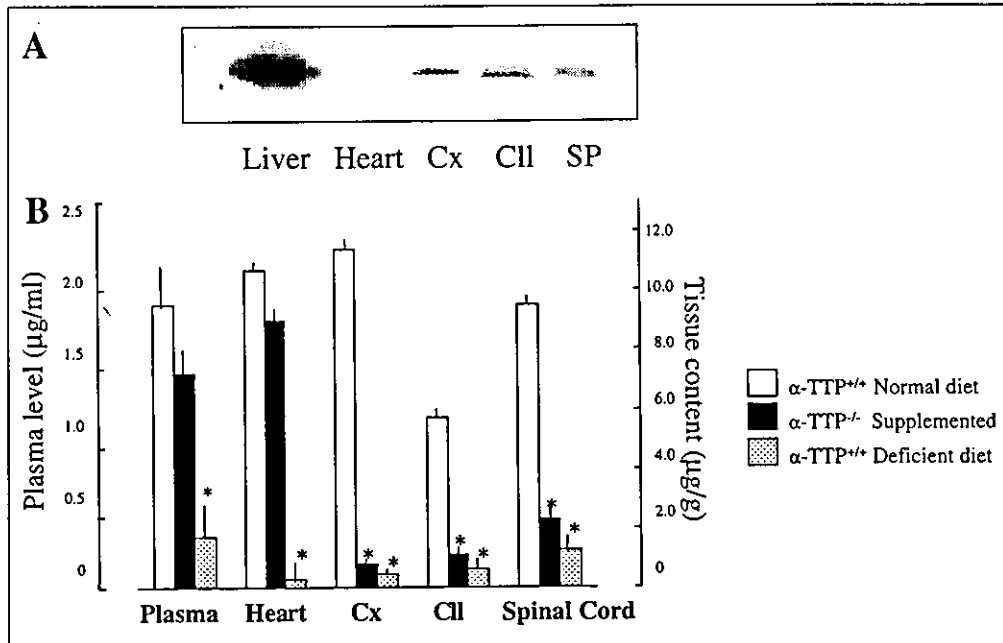 A
Liver Heart Cx Cll SP
B
2.5
2.0
1.5
1.0
0.5
0
Plasma level (µg/ml)
12.0
10.0
8.0
6.0
4.0
2.0
0
Tissue content (µg/g)
* * * * * * *
Plasma Heart Cx Cll Spinal Cord
α-TTP+/+ Normal diet
α-TTP-/- Supplemented
α-TTP+/+ Deficient diet